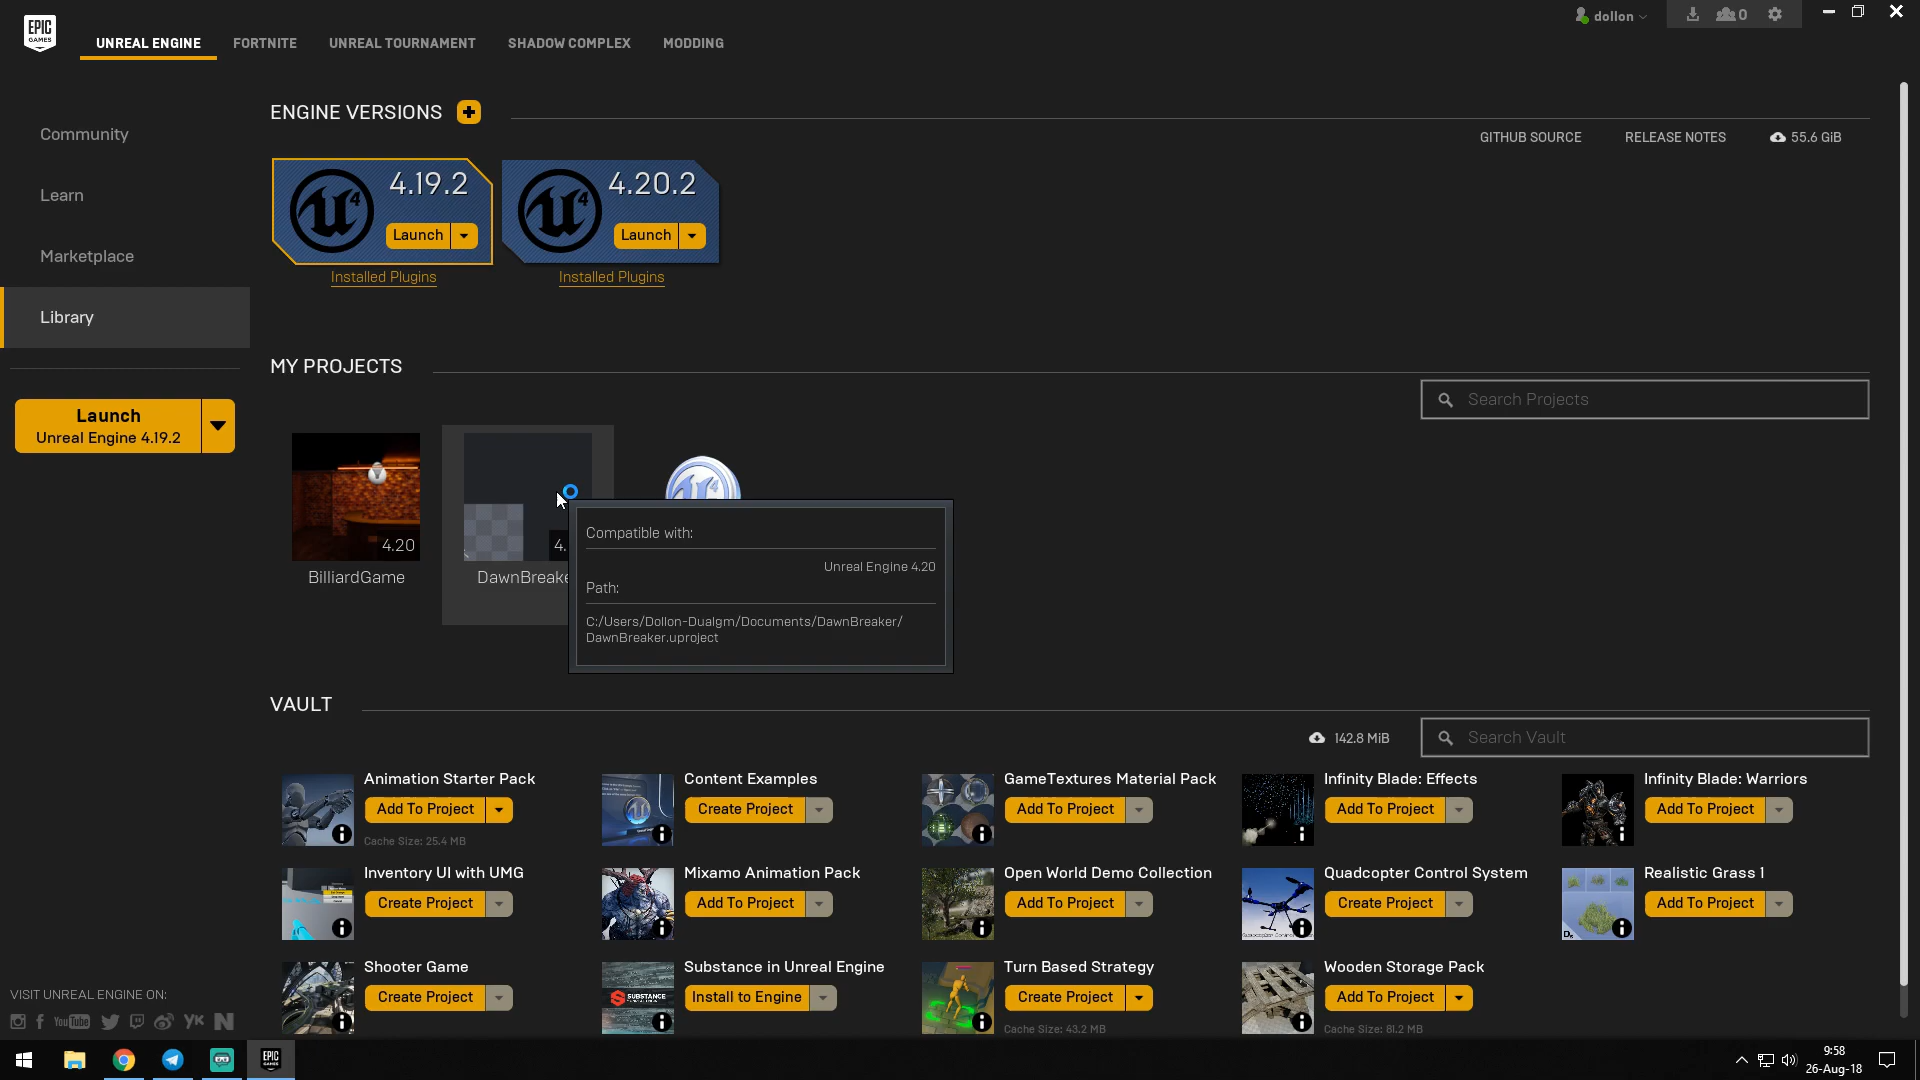 EPIC
GAMES
UNREAL ENGINE
FORTNITE
UNREAL TOURNAMENT
SHADOW COMPLEX
MODDING
dollon
0
Community
Learn
Marketplace
Library
Launch
Unreal Engine 4.19.2
VISIT UNREAL ENGINE ON:
YouTube
ENGINE VERSIONS
GITHUB SOURCE
RELEASE NOTES
55.6 GiB
4.19.2
Launch
Installed Plugins
4.20.2
Launch
Installed Plugins
MY PROJECTS
Search Projects
4.20
BilliardGame
4.
DawnBreake
Compatible with:
Unreal Engine 4.20
Path:
C:/Users/Dollon-Dualgm/Documents/DawnBreaker/
DawnBreaker.uproject
VAULT
142.8 MiB
Search Vault
Animation Starter Pack
Add To Project
Cache Size: 25.4 MB
Content Examples
Create Project
GameTextures Material Pack
Add To Project
Infinity Blade: Effects
Add To Project
Infinity Blade: Warriors
Add To Project
Inventory UI with UMG
Create Project
Mixamo Animation Pack
Add To Project
Open World Demo Collection
Add To Project
Quadcopter Control System
Create Project
Realistic Grass 1
Add To Project
Shooter Game
Create Project
Substance in Unreal Engine
SUBSTANCE
Install to Engine
Turn Based Strategy
Create Project
Cache Size: 43.2 MB
Wooden Storage Pack
Add To Project
Cache Size: 81.2 MB
EPIC
GAMES
9:58
26-Aug-18